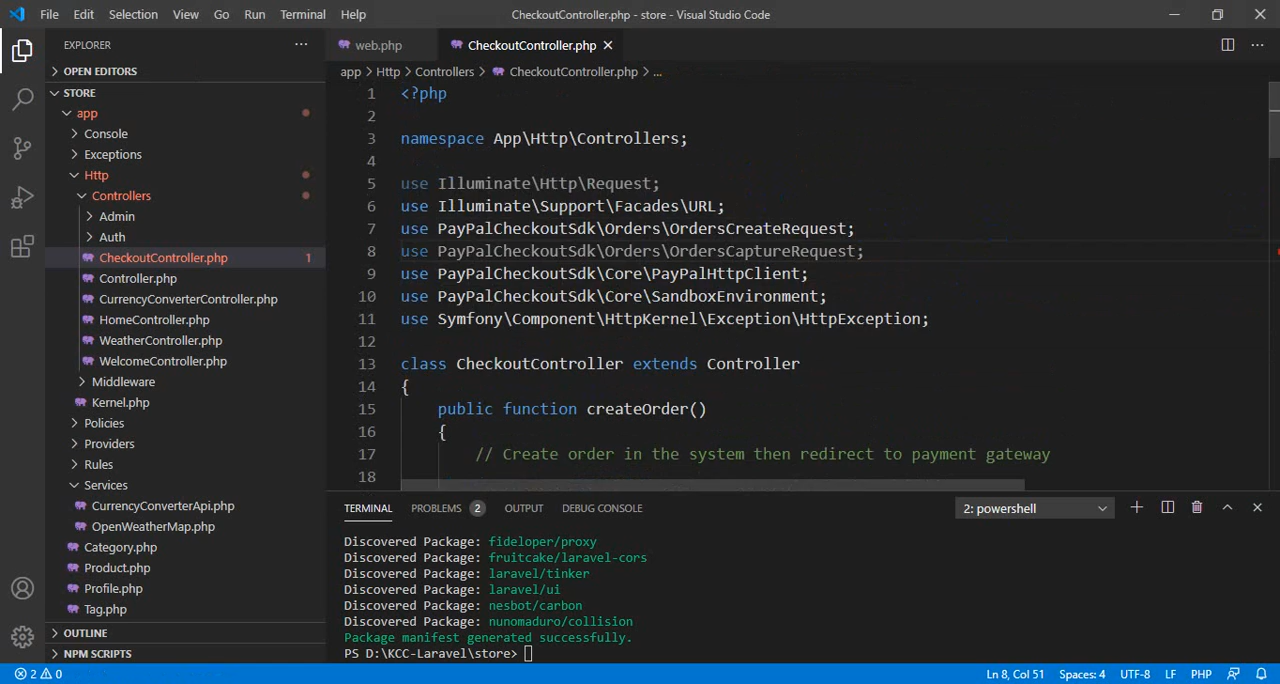 File Edit Selection View Go Run Terminal Help
CheckoutController.php - store - Visual Studio Code
EXPLORER
OPEN EDITORS
STORE
app
Console
Exceptions
Http
Controllers
Admin
Auth
CheckoutController.php 1
Controller.php
CurrencyConverterController.php
HomeController.php
WeatherController.php
WelcomeController.php
Middleware
Kernel.php
Policies
Providers
Rules
Services
CurrencyConverterApi.php
OpenWeatherMap.php
Category.php
Product.php
Profile.php
Tag.php
OUTLINE
NPM SCRIPTS
web.php CheckoutController.php
app > Http > Controllers > CheckoutController.php > ...
1 <?php
2
3 namespace App\Http\Controllers;
4
5 use Illuminate\Http\Request;
6 use Illuminate\Support\Facades\URL;
7 use PayPalCheckoutSdk\Orders\OrdersCreateRequest;
8 use PayPalCheckoutSdk\Orders\OrdersCaptureRequest;
9 use PayPalCheckoutSdk\Core\PayPalHttpClient;
10 use PayPalCheckoutSdk\Core\SandboxEnvironment;
11 use Symfony\Component\HttpKernel\Exception\HttpException;
12
13 class CheckoutController extends Controller
14 {
15 public function createOrder()
16 {
17 // Create order in the system then redirect to payment gateway
18
TERMINAL PROBLEMS 2 OUTPUT DEBUG CONSOLE 2: powershell
Discovered Package: fideloper/proxy
Discovered Package: fruitcake/laravel-cors
Discovered Package: laravel/tinker
Discovered Package: laravel/ui
Discovered Package: nesbot/carbon
Discovered Package: nunomaduro/collision
Package manifest generated successfully.
PS D:\KCC-Laravel\store>
2 0 Ln 8, Col 51 Spaces: 4 UTF-8 LF PHP